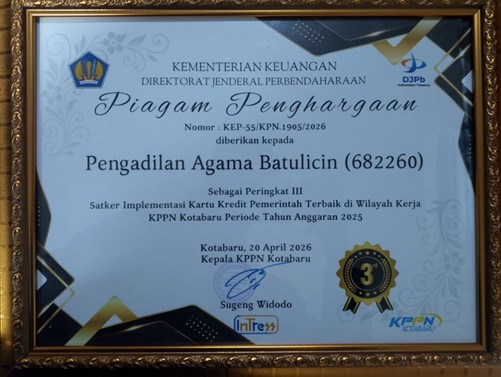 KEMENTERIAN KEUANGAN
DIREKTORAT JENDERAL PERBENDAHARAAN
DJPb
Piagam Penghargaan
Nomor : KEP-55/KPN.1905/2026
diberikan kepada
Pengadilan Agama Batulicin (682260)
Sebagai Peringkat III
Satker Implementasi Kartu Kredit Pemerintah Terbaik di Wilayah Kerja
KPPN Kotabaru Periode Tahun Anggaran 2025
Kotabaru, 20 April 2026
Kepala KPPN Kotabaru
Sugeng Widodo
InTress
3rd
KPPN
KOTABARU